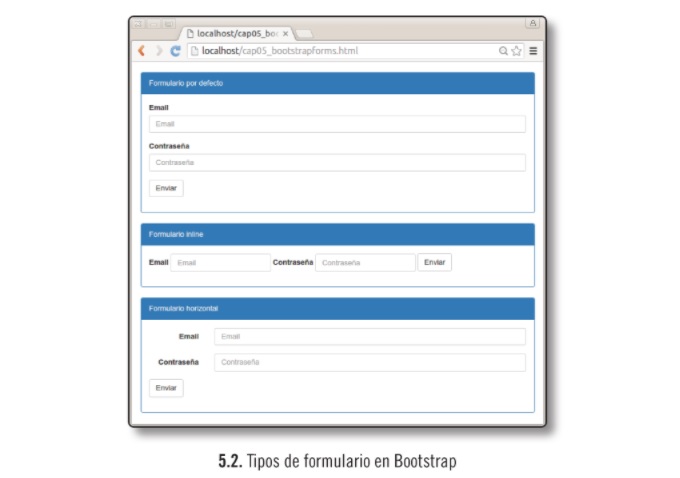 localhost/cap05_boo
localhost/cap05_bootstrapforms.html
Formulario por defecto
Email
Email
Contraseña
Contraseña
Enviar
Formulario inline
Email Email Contraseña Contraseña Enviar
Formulario horizontal
Email Email
Contraseña Contraseña
Enviar
5.2. Tipos de formulario en Bootstrap